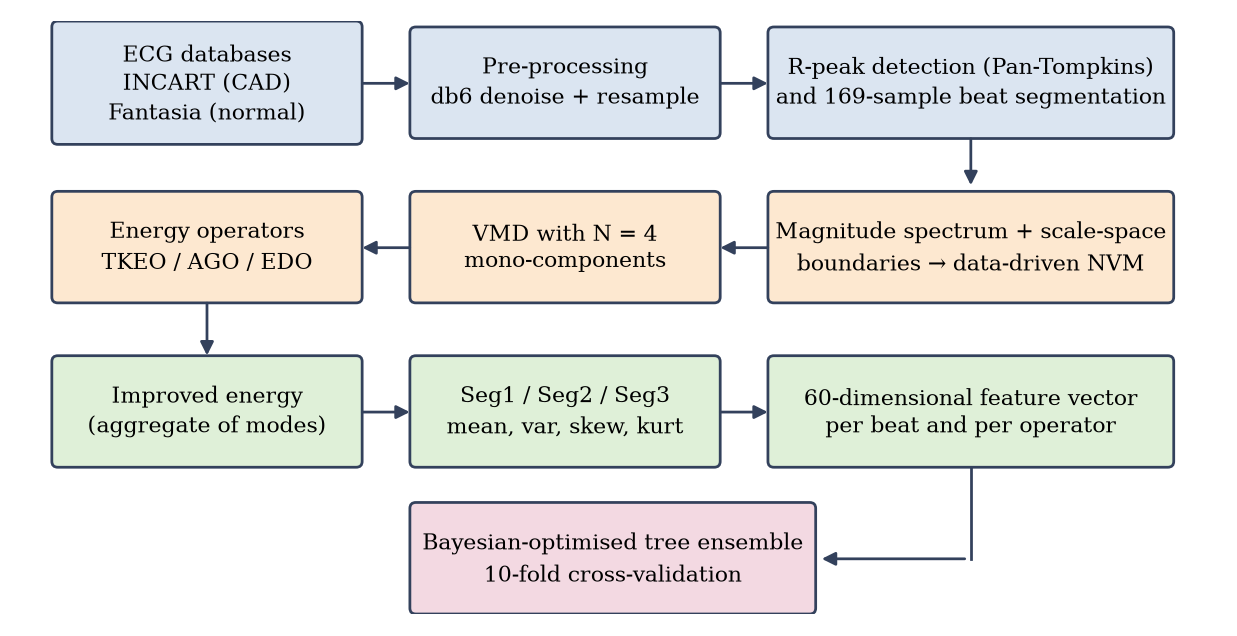 ECG databases
INCART (CAD)
Fantasia (normal)
Pre-processing
db6 denoise + resample
R-peak detection (Pan-Tompkins)
and 169-sample beat segmentation
Magnitude spectrum + scale-space
boundaries → data-driven NVM
VMD with N = 4
mono-components
Energy operators
TKEO / AGO / EDO
Improved energy
(aggregate of modes)
Seg1 / Seg2 / Seg3
mean, var, skew, kurt
60-dimensional feature vector
per beat and per operator
Bayesian-optimised tree ensemble
10-fold cross-validation